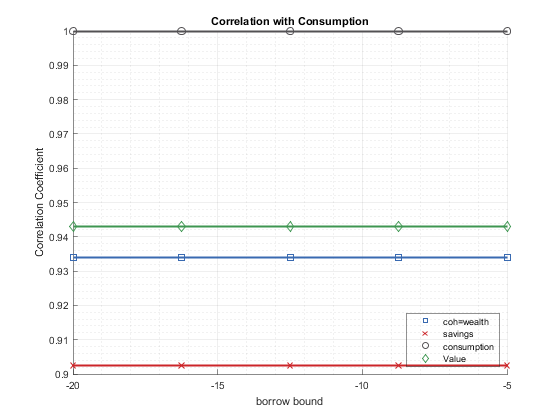 Correlation with Consumption
Correlation Coefficient
1
0.99
0.98
0.97
0.96
0.95
0.94
0.93
0.92
0.91
0.9
-20
-15
-10
-5
borrow bound
coh=wealth
savings
consumption
Value